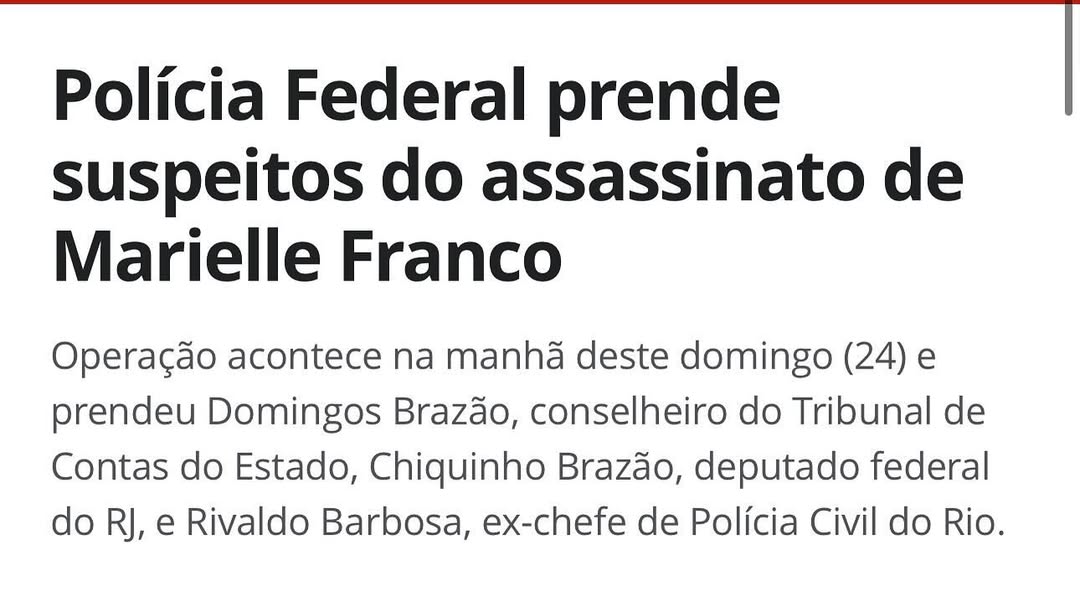 Polícia Federal prende
suspeitos do assassinato de
Marielle Franco
Operação acontece na manhã deste domingo (24) e
prendeu Domingos Brazão, conselheiro do Tribunal de
Contas do Estado, Chiquinho Brazão, deputado federal
do RJ, e Rivaldo Barbosa, ex-chefe de Polícia Civil do Rio.